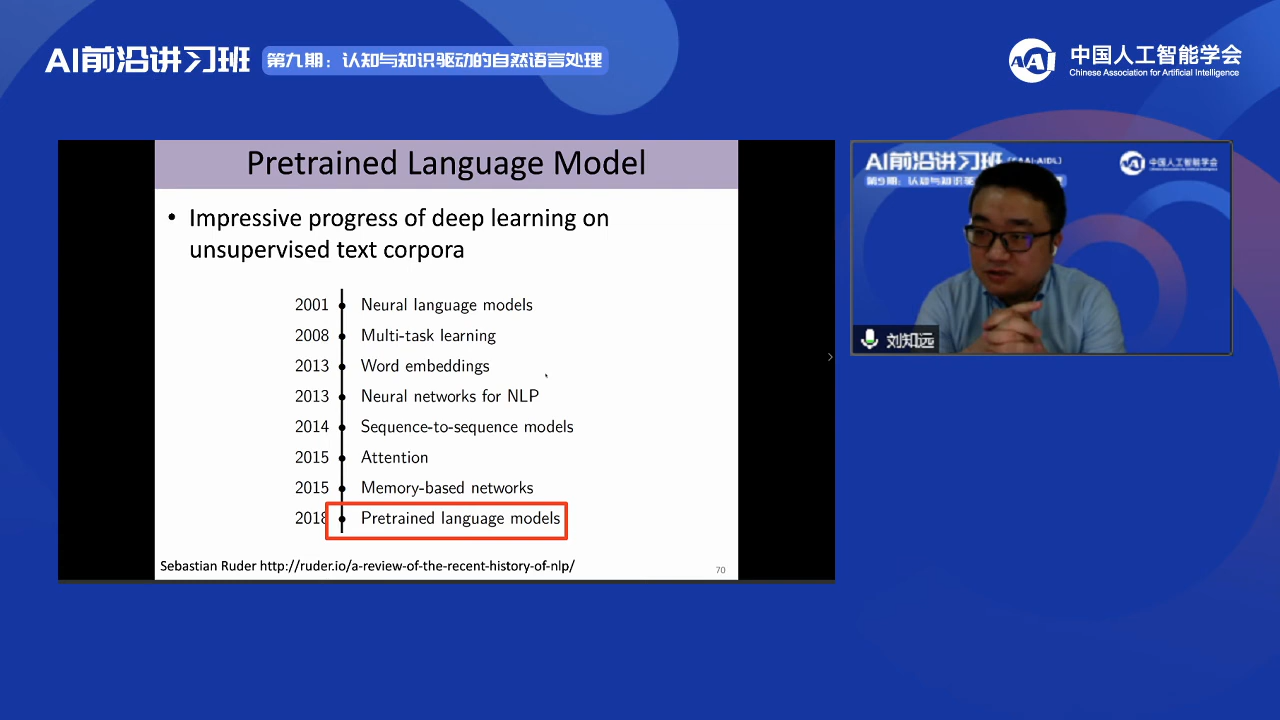 AI前沿讲习班
第九期：认知与知识驱动的自然语言处理
中国人工智能学会
Chinese Association for Artificial Intelligence
Pretrained Language Model
• Impressive progress of deep learning on
unsupervised text corpora
2001 Neural language models
2008 Multi-task learning
2013 Word embeddings
2013 Neural networks for NLP
2014 Sequence-to-sequence models
2015 Attention
2015 Memory-based networks
2018 Pretrained language models
Sebastian Ruder http://ruder.io/a-review-of-the-recent-history-of-nlp/
70
AI前沿讲习班
中国人工智能学会
刘知远